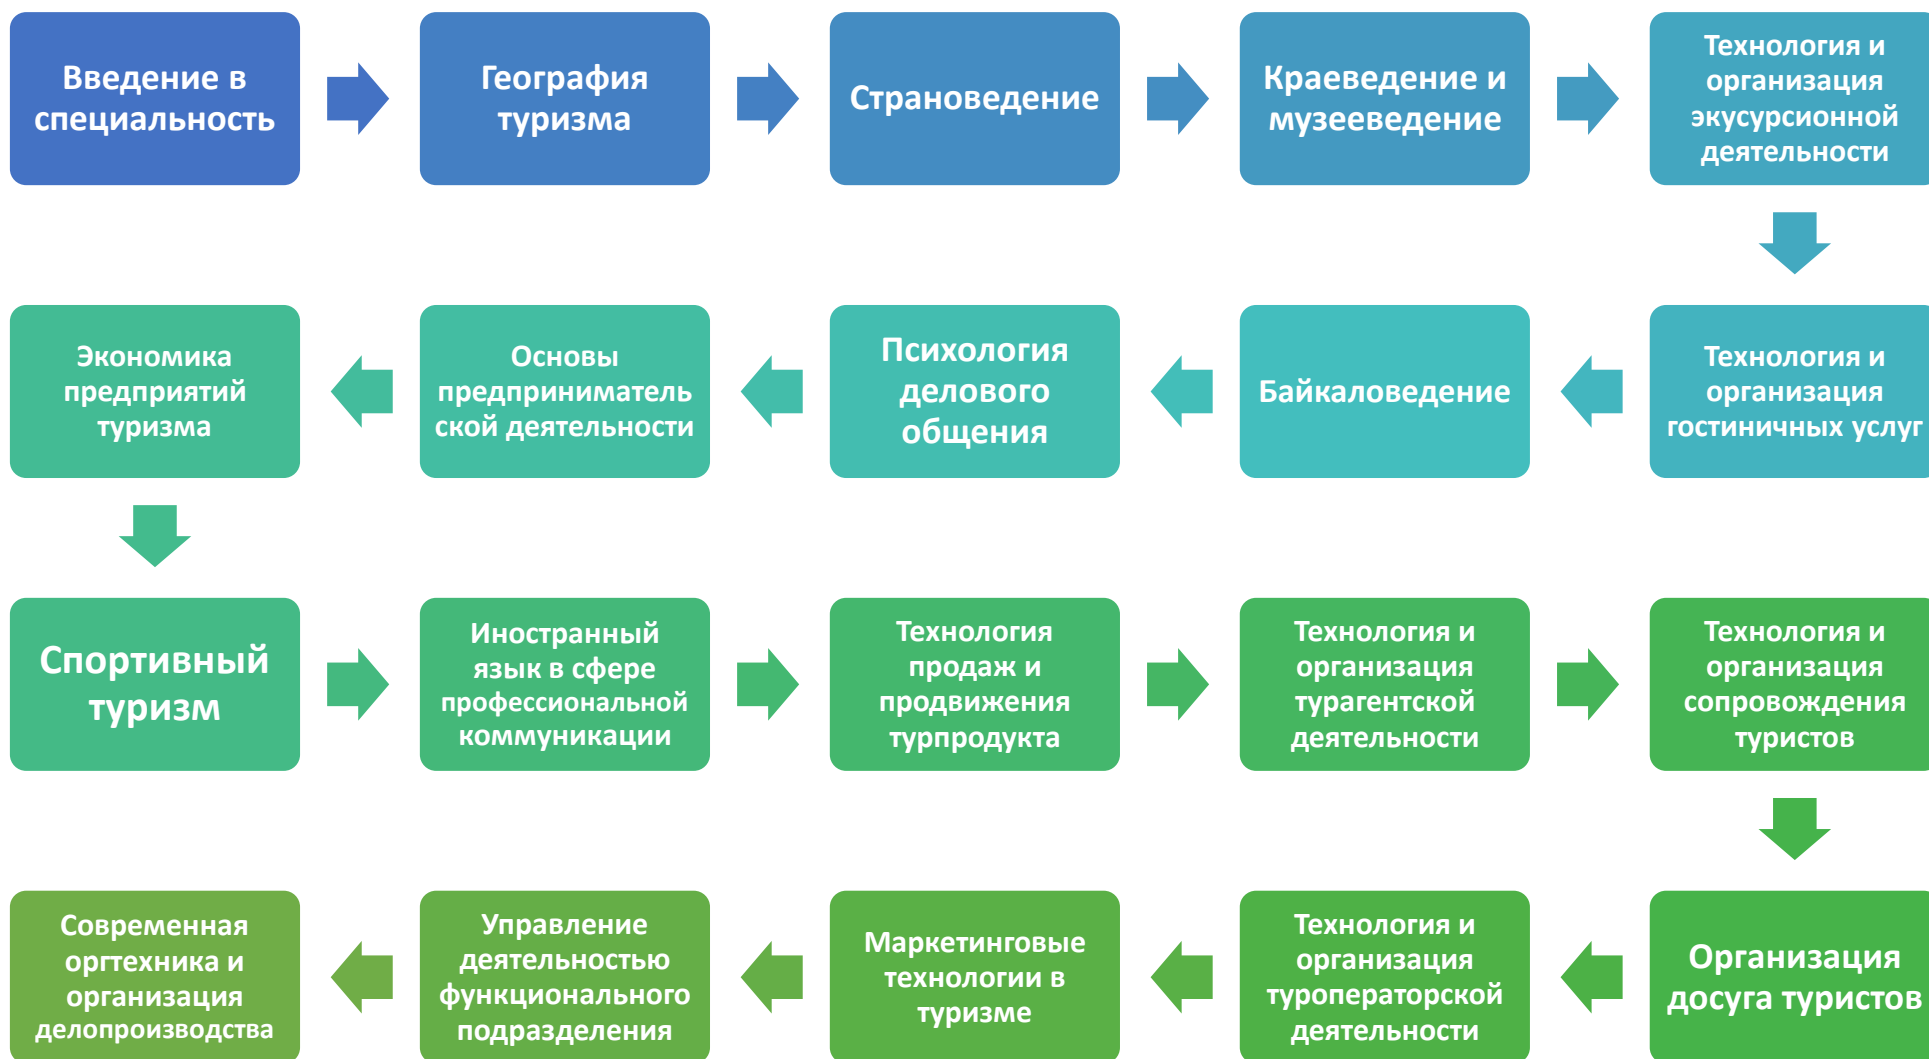 Введение в
специальность
География
туризма
Страноведение
Краеведение и
музееведение
Технология и
организация
экусурсионной
деятельности
Технология и
организация
гостиничных услуг
Байкаловедение
Психология
делового
общения
Основы
предприниматель
ской деятельности
Экономика
предприятий
туризма
Спортивный
туризм
Иностранный
язык в сфере
профессиональной
коммуникации
Технология
продаж и
продвижения
турпродукта
Технология и
организация
турагентской
деятельности
Технология и
организация
сопровождения
туристов
Организация
досуга туристов
Технология и
организация
туроператорской
деятельности
Маркетинговые
технологии в
туризме
Управление
деятельностью
функционального
подразделения
Современная
оргтехника и
организация
делопроизводства